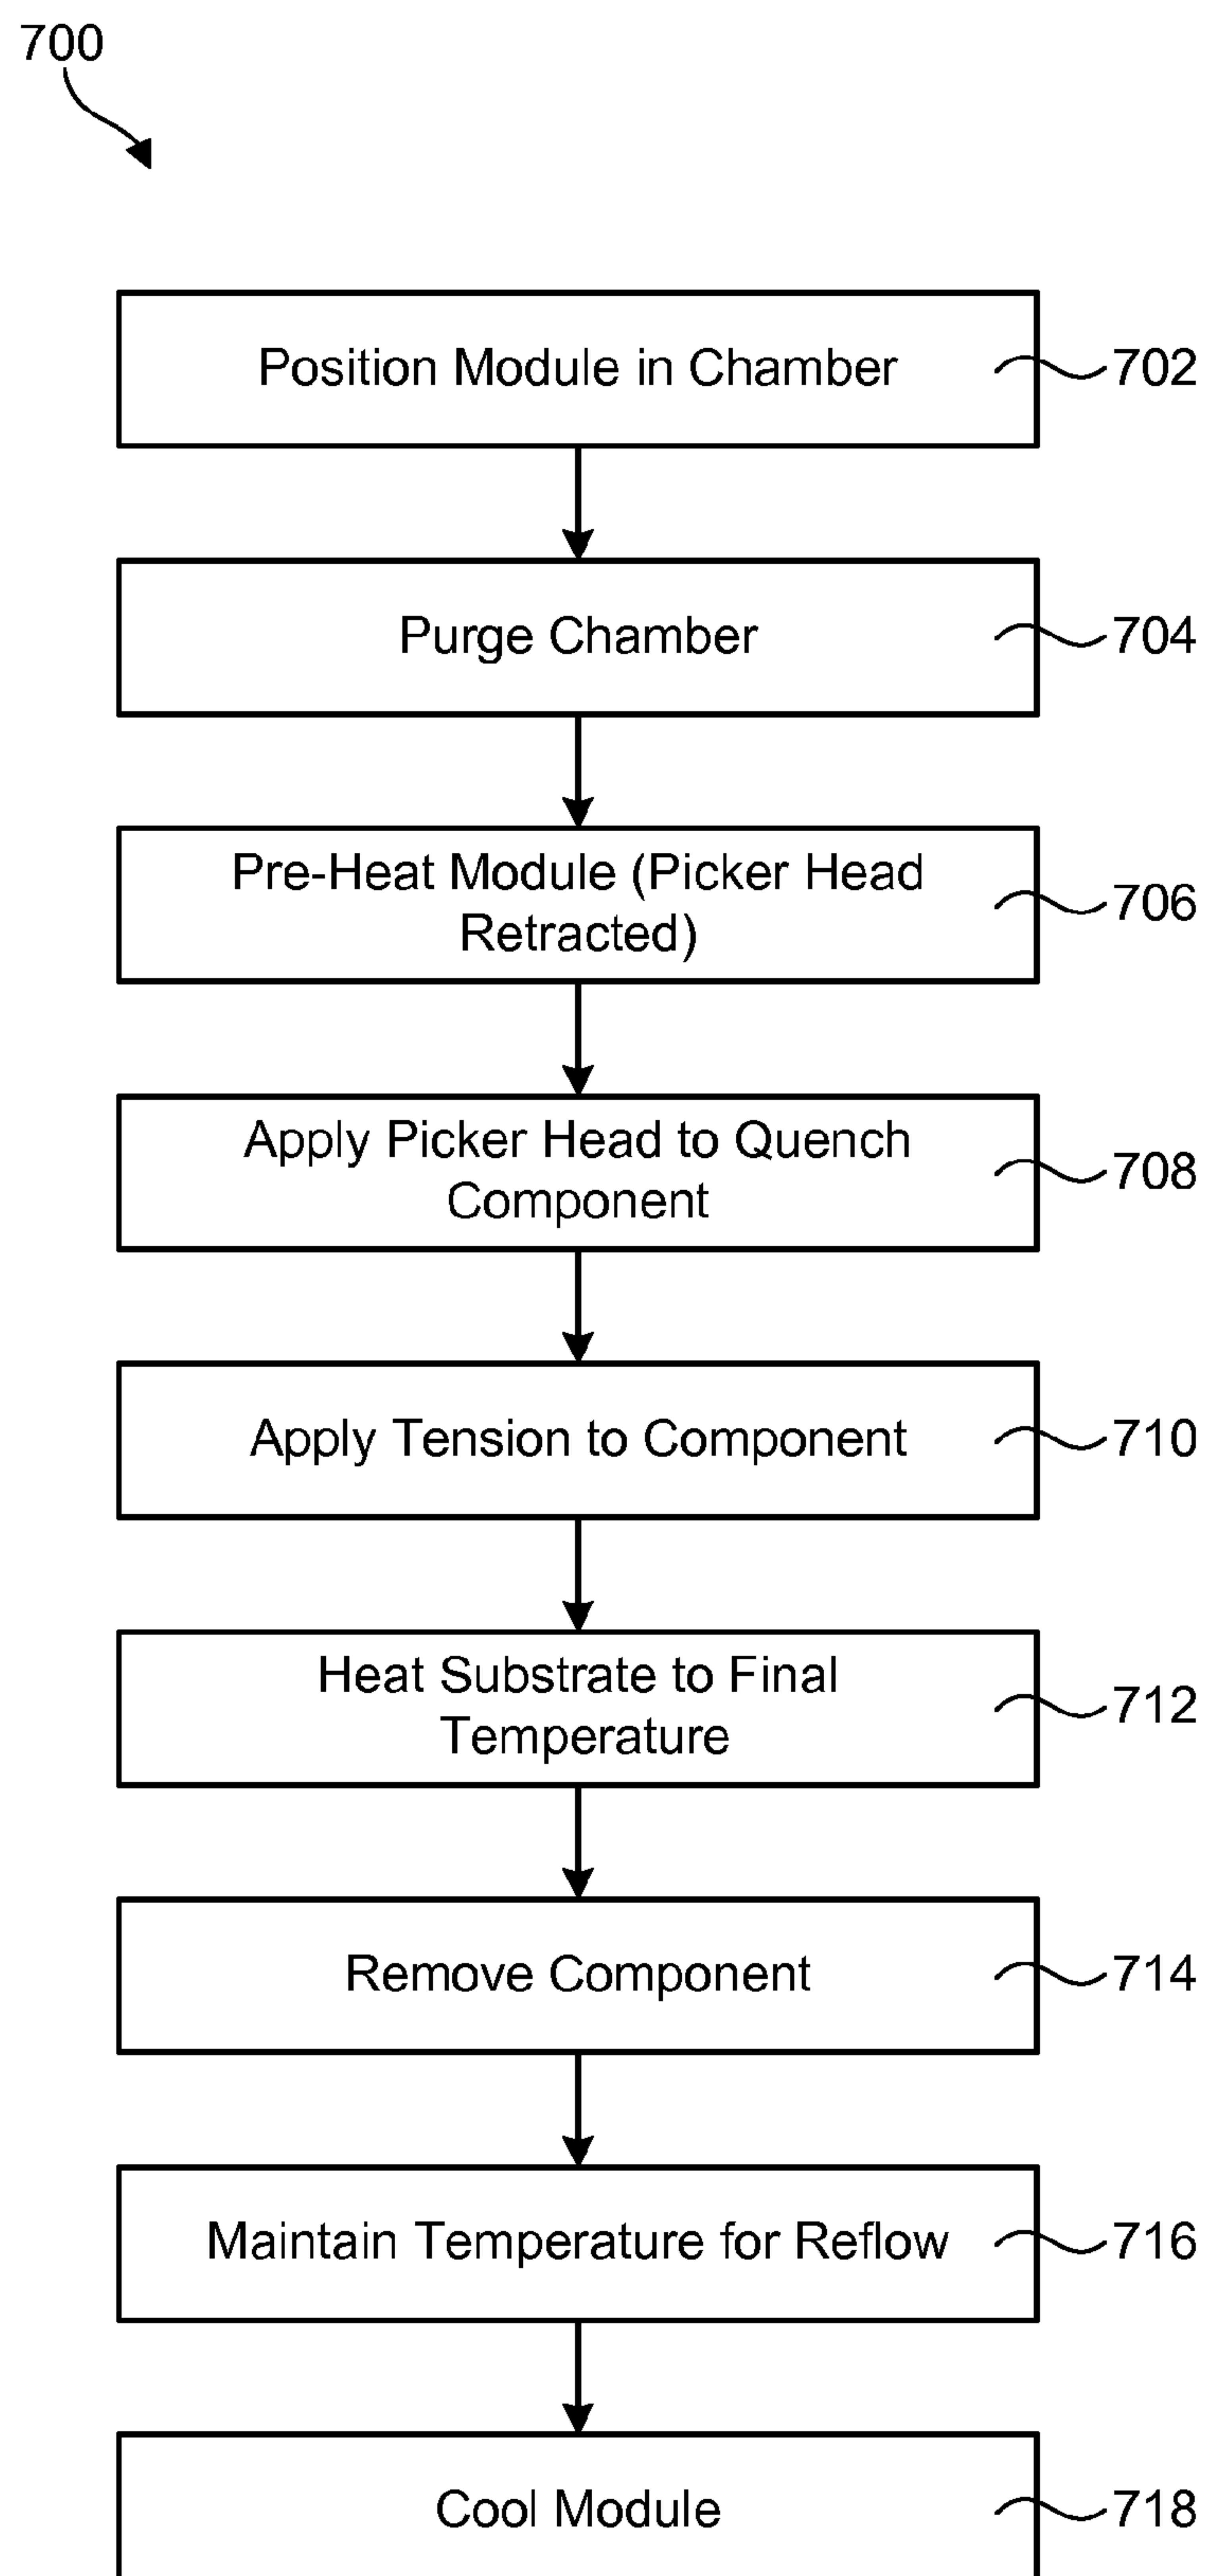 700
Position Module in Chamber
702
Purge Chamber
704
Pre-Heat Module (Picker Head
Retracted)
706
Apply Picker Head to Quench
Component
708
Apply Tension to Component
710
Heat Substrate to Final
Temperature
712
Remove Component
714
Maintain Temperature for Reflow
716
Cool Module
718